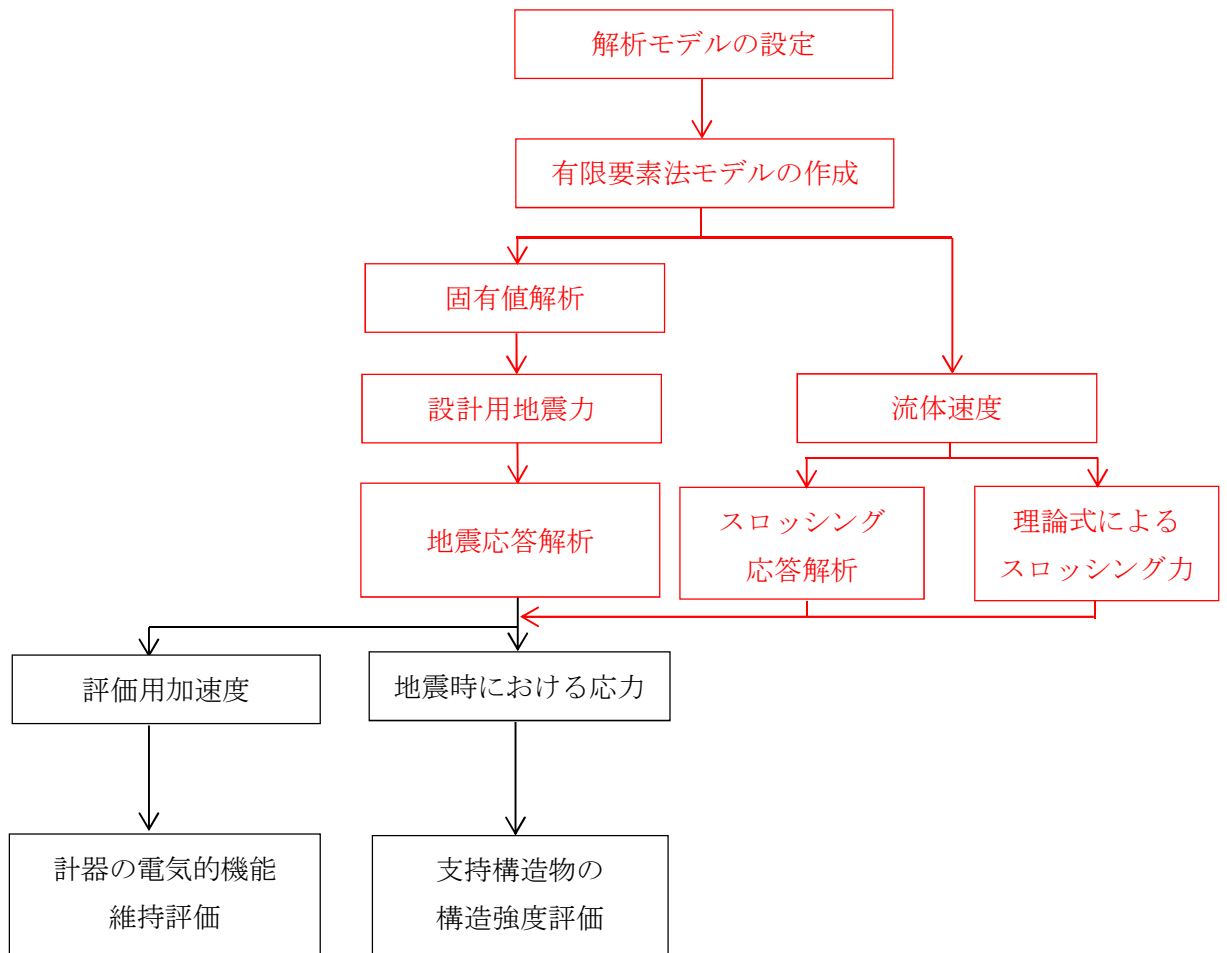 解析モデルの設定
有限要素法モデルの作成
固有値解析
設計用地震力
流体速度
地震応答解析
スロッシング
応答解析
理論式による
スロッシング力
評価用加速度
地震時における応力
計器の電気的機能
維持評価
支持構造物の
構造強度評価